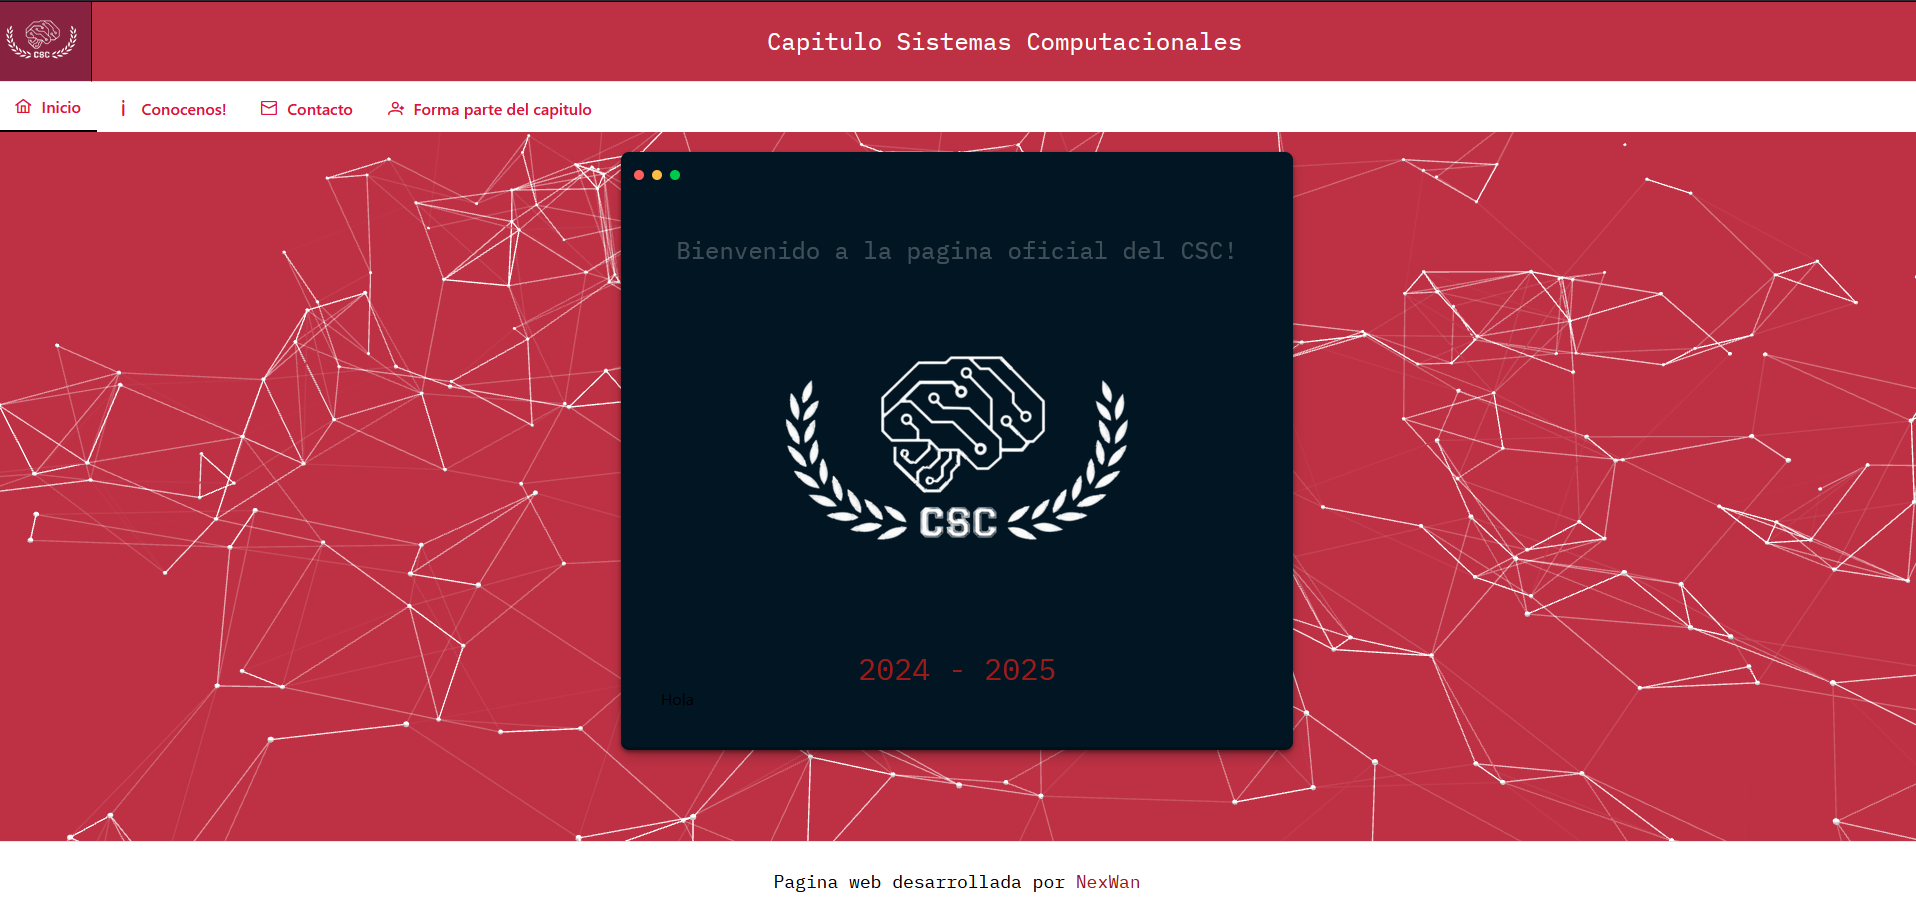 CSC
Capitulo Sistemas Computacionales
Inicio
Conocenos!
Contacto
Forma parte del capitulo
Bienvenido a la pagina oficial del CSC!
CSC
2024 - 2025
Hola
Pagina web desarrollada por NexWan